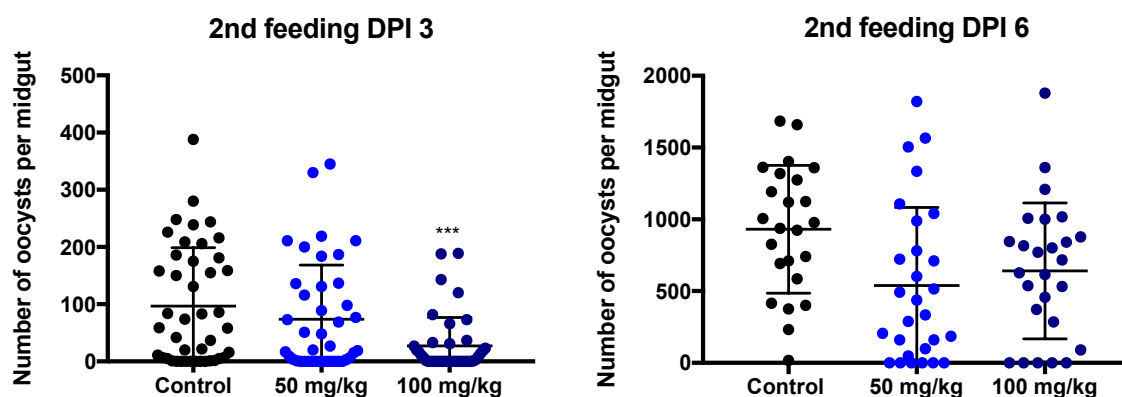 2nd feeding DPI 3
Number of oocysts per midgut
500
400
300
200
100
0
***
Control
50 mg/kg
100 mg/kg
2nd feeding DPI 6
Number of oocysts per midgut
2000
1500
1000
500
0
Control
50 mg/kg
100 mg/kg